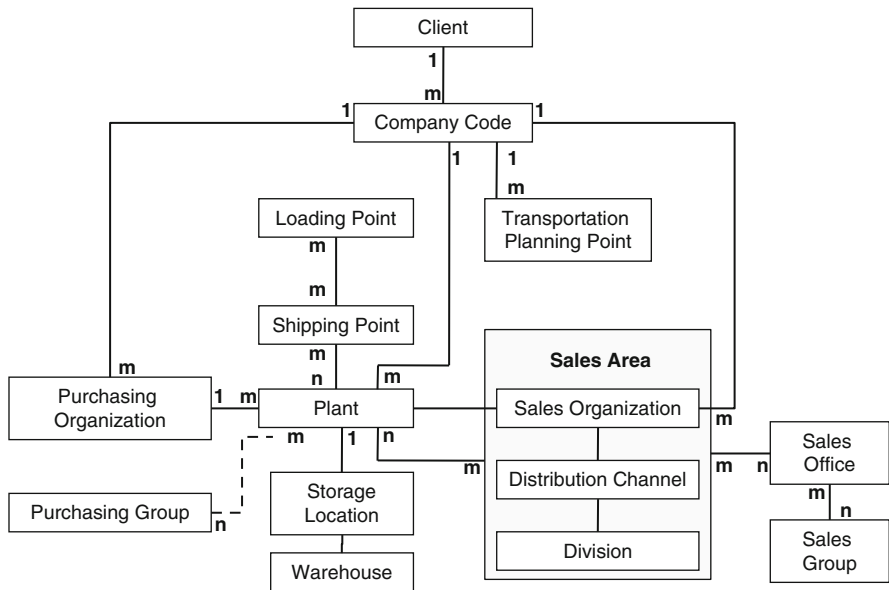 Client
1
m
1
Company Code
1
1
1
m
Loading Point
m
Transportation
Planning Point
m
Shipping Point
m
n
m
m
Sales Area
Purchasing
Organization
1
m
Plant
Sales Organization
m
m
1
n
m
m
n
Sales
Office
Storage
Location
Distribution Channel
m
n
Purchasing Group
n
Warehouse
Division
Sales
Group